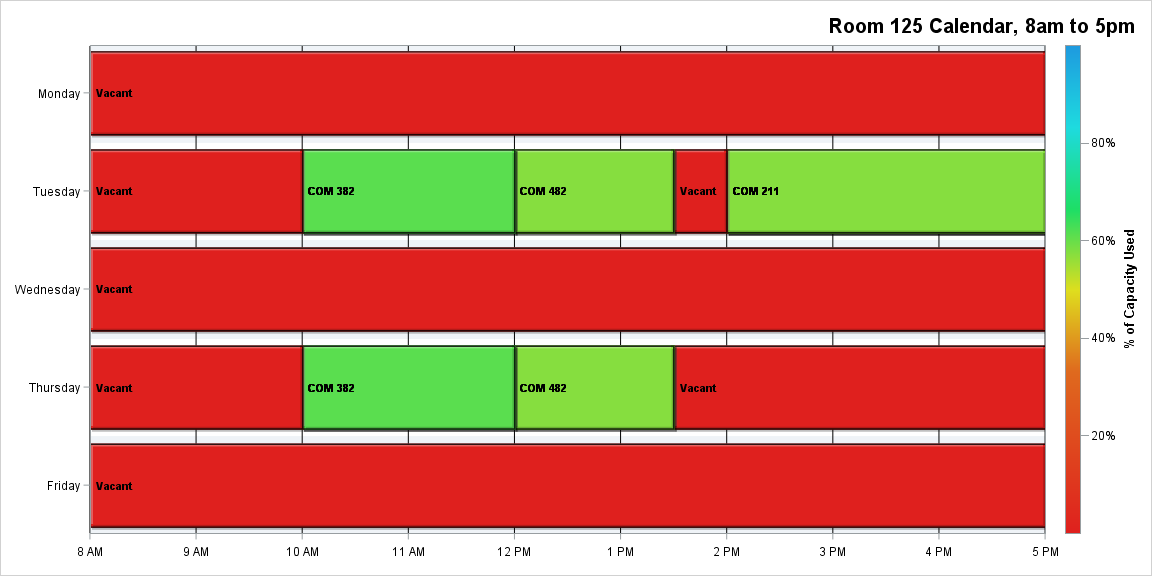 Room 125 Calendar, 8am to 5pm
Monday
Vacant
Tuesday
Vacant
COM 382
COM 482
Vacant
COM 211
Wednesday
Vacant
Thursday
Vacant
COM 382
COM 482
Vacant
Friday
Vacant
8 AM
9 AM
10 AM
11 AM
12 PM
1 PM
2 PM
3 PM
4 PM
5 PM
80%
60%
40%
20%
% of Capacity Used